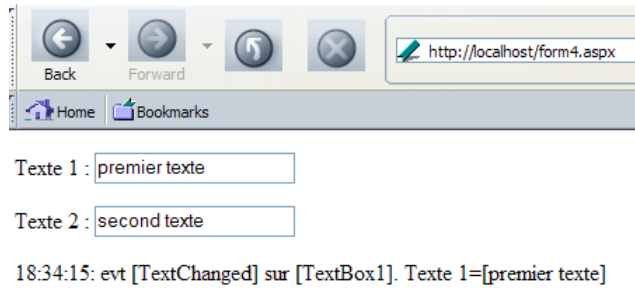 Back Forward http://localhost/form4.aspx
Home Bookmarks
Texte 1 : premier texte
Texte 2 : second texte
18:34:15: evt [TextChanged] sur [TextBox1]. Texte 1=[premier texte]